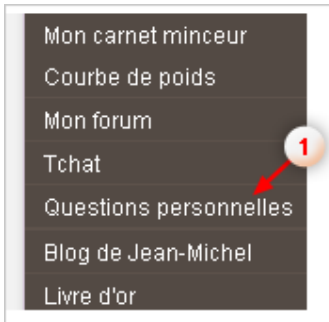 Mon carnet minceur
Courbe de poids
Mon forum
1
Tchat
Questions personnelles
Blog de Jean-Michel
Livre d'or